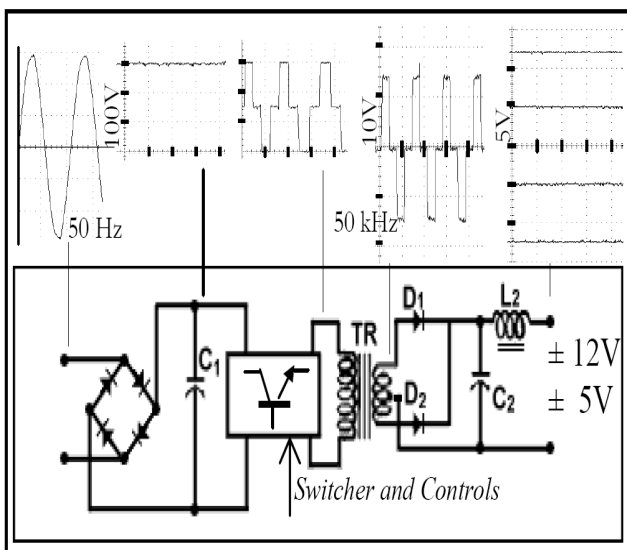 100V
10V
5V
50 Hz
50 kHz
C1
TR
D1
D2
L2
C2
± 12V
± 5V
Switcher and Controls